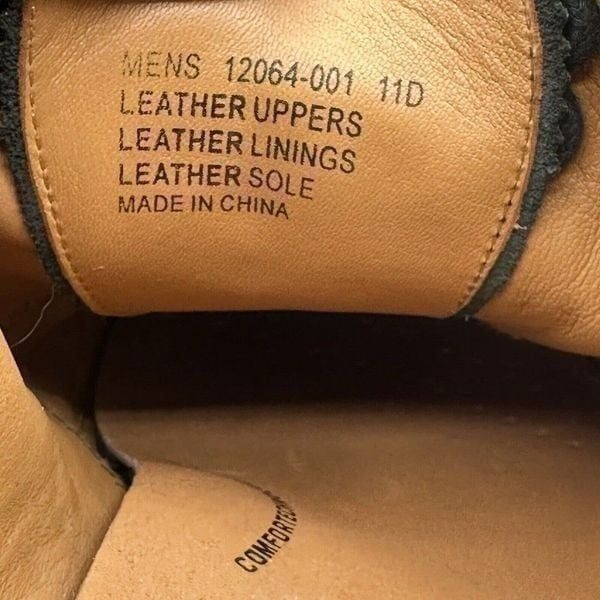 MENS 12064-001 11D
LEATHER UPPERS
LEATHER LININGS
LEATHER SOLE
MADE IN CHINA